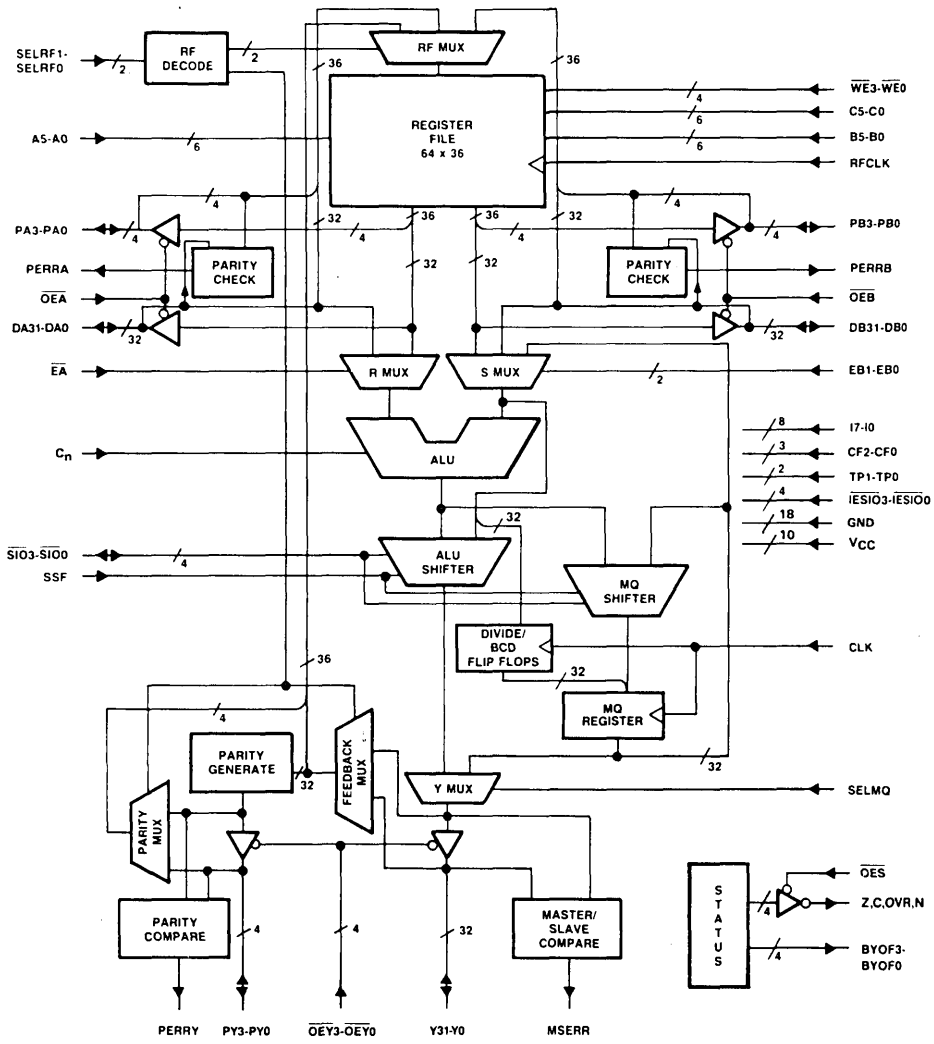 SELRF1-
SELRF0
2
RF
DECODE
2
36
RF MUX
36
REGISTER
FILE
64 x 36
A5-A0
6
WE3-WE0
4
C5-C0
6
B5-B0
6
RFCLK
4
36
36
4
PA3-PA0
4
4
32
4
32
PB3-PB0
4
PERRA
PARITY
CHECK
32
32
PARITY
CHECK
PERRB
OEA
OEB
DA31-DA0
32
DB31-DB0
32
EA
R MUX
S MUX
2
EB1-EB0
Cn
ALU
8
I7-I0
3
CF2-CF0
2
TP1-TP0
4
IESIO3-IESIO0
18
GND
10
VCC
32
SIO3-SIO0
4
SSF
ALU
SHIFTER
MQ
SHIFTER
DIVIDE/
BCD
FLIP FLOPS
CLK
36
32
4
MQ
REGISTER
PARITY
GENERATE
32
FEEDBACK
MUX
32
Y MUX
SELMQ
PARITY
MUX
PARITY
COMPARE
4
4
32
MASTER/
SLAVE
COMPARE
STATUS
OES
4
Z,C,OVR,N
4
BYOF3-
BYOF0
PERRY
PY3-PY0
OEY3-OEY0
Y31-Y0
MSERR